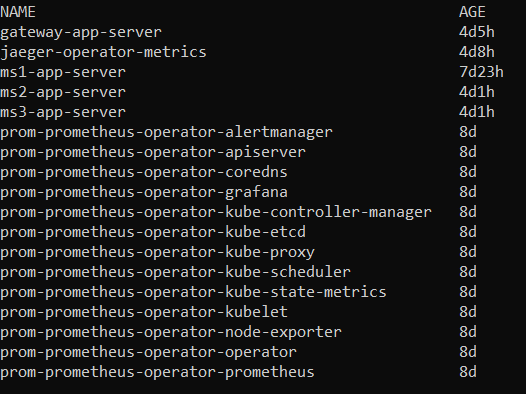 NAME AGE
gateway-app-server 4d5h
jaeger-operator-metrics 4d8h
ms1-app-server 7d23h
ms2-app-server 4d1h
ms3-app-server 4d1h
prom-prometheus-operator-alertmanager 8d
prom-prometheus-operator-apiserver 8d
prom-prometheus-operator-coredns 8d
prom-prometheus-operator-grafana 8d
prom-prometheus-operator-kube-controller-manager 8d
prom-prometheus-operator-kube-etcd 8d
prom-prometheus-operator-kube-proxy 8d
prom-prometheus-operator-kube-scheduler 8d
prom-prometheus-operator-kube-state-metrics 8d
prom-prometheus-operator-kubelet 8d
prom-prometheus-operator-node-exporter 8d
prom-prometheus-operator-operator 8d
prom-prometheus-operator-prometheus 8d